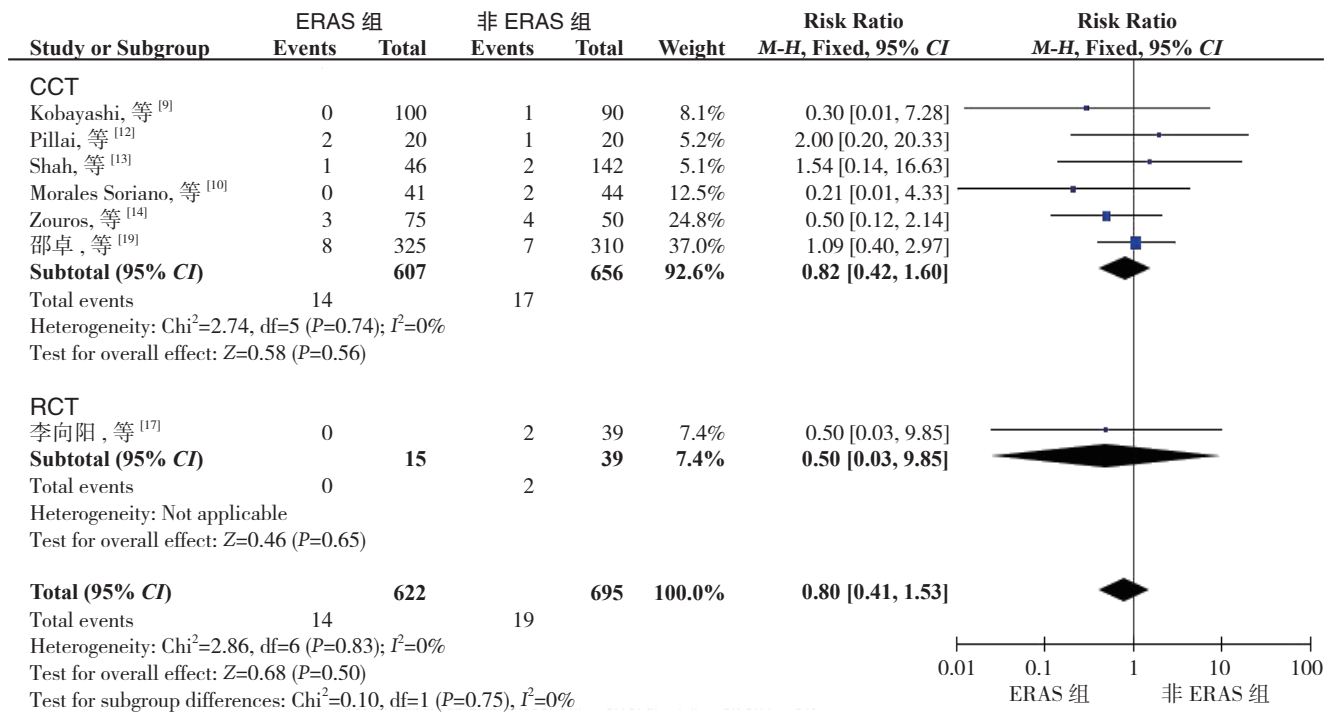 ERAS 组 非 ERAS 组 Risk Ratio Risk Ratio
Study or Subgroup Events Total Events Total Weight M-H, Fixed, 95% CI M-H, Fixed, 95% CI
CCT
Kobayashi, 等 [9] 0 100 1 90 8.1% 0.30 [0.01, 7.28]
Pillai, 等 [12] 2 20 1 20 5.2% 2.00 [0.20, 20.33]
Shah, 等 [13] 1 46 2 142 5.1% 1.54 [0.14, 16.63]
Morales Soriano, 等 [10] 0 41 2 44 12.5% 0.21 [0.01, 4.33]
Zouros, 等 [14] 3 75 4 50 24.8% 0.50 [0.12, 2.14]
邵卓 , 等 [19] 8 325 7 310 37.0% 1.09 [0.40, 2.97]
Subtotal (95% CI) 607 656 92.6% 0.82 [0.42, 1.60]
Total events 14 17
Heterogeneity: Chi²=2.74, df=5 (P=0.74); I²=0%
Test for overall effect: Z=0.58 (P=0.56)
RCT
李向阳 , 等 [17] 0 2 39 7.4% 0.50 [0.03, 9.85]
Subtotal (95% CI) 15 39 7.4% 0.50 [0.03, 9.85]
Total events 0 2
Heterogeneity: Not applicable
Test for overall effect: Z=0.46 (P=0.65)
Total (95% CI) 622 695 100.0% 0.80 [0.41, 1.53]
Total events 14 19
Heterogeneity: Chi²=2.86, df=6 (P=0.83); I²=0%
Test for overall effect: Z=0.68 (P=0.50)
Test for subgroup differences: Chi²=0.10, df=1 (P=0.75), I²=0%
0.01 0.1 1 10 100
ERAS 组 非 ERAS 组